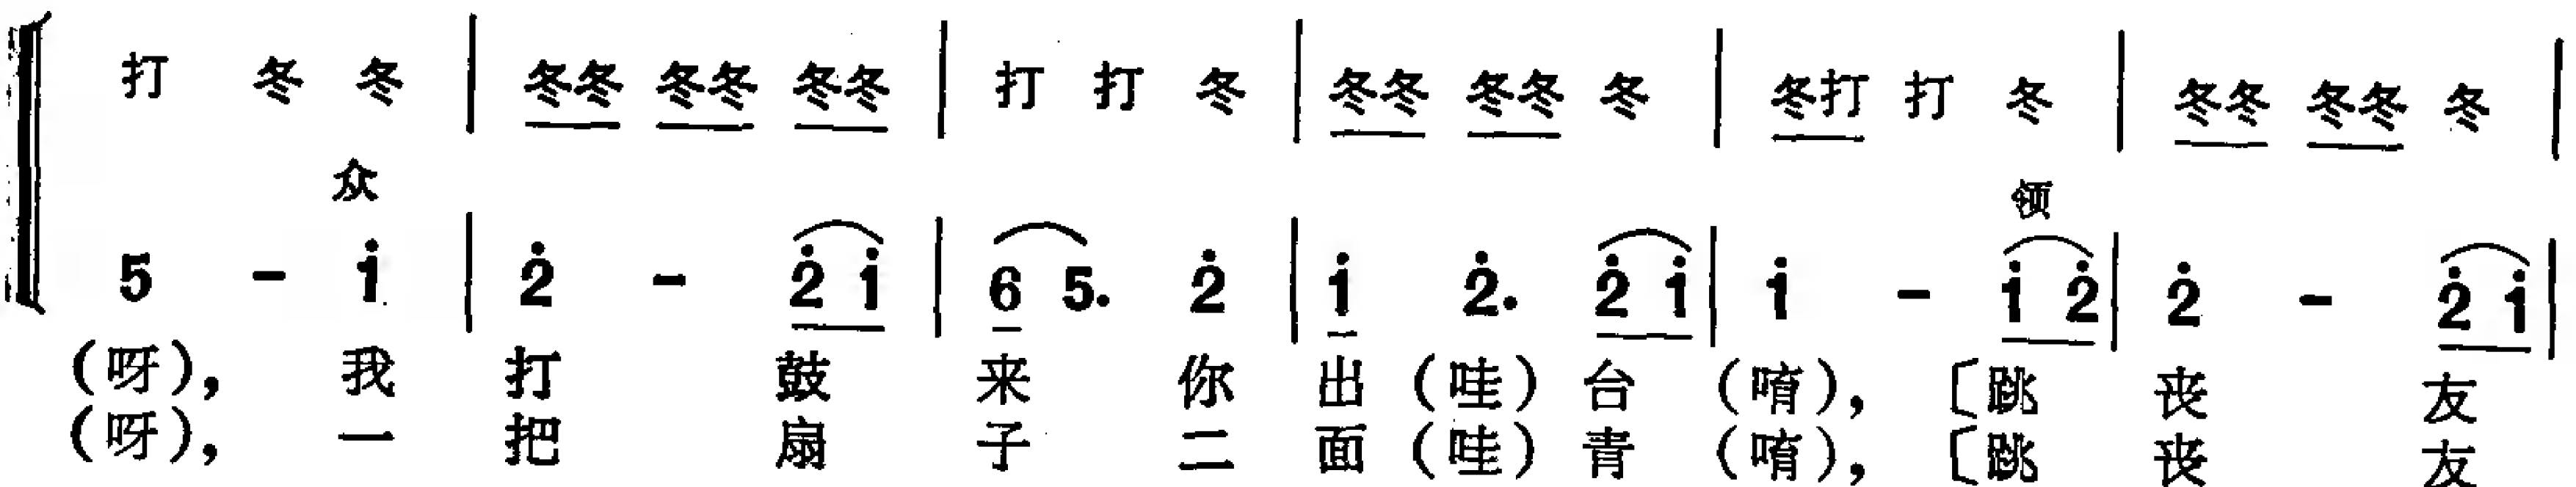 打 冬 冬 | 冬冬 冬冬 冬冬 | 打 打 冬 | 冬冬 冬冬 冬 | 冬打 打 冬 | 冬冬 冬冬 冬 |
众 领
5 - i̇ | 2̇ - 2̇ i̇ | 6 5. 2̇ | i̇ 2̇. 2̇ i̇ | i̇ - i̇ 2̇ | 2̇ - 2̇ i̇ |
(呀), 我 打 鼓 来 你 出 (哇) 台 (唷), 〔跳 丧 友
(呀), 一 把 扇 子 二 面 (哇) 青 (唷), 〔跳 丧 友